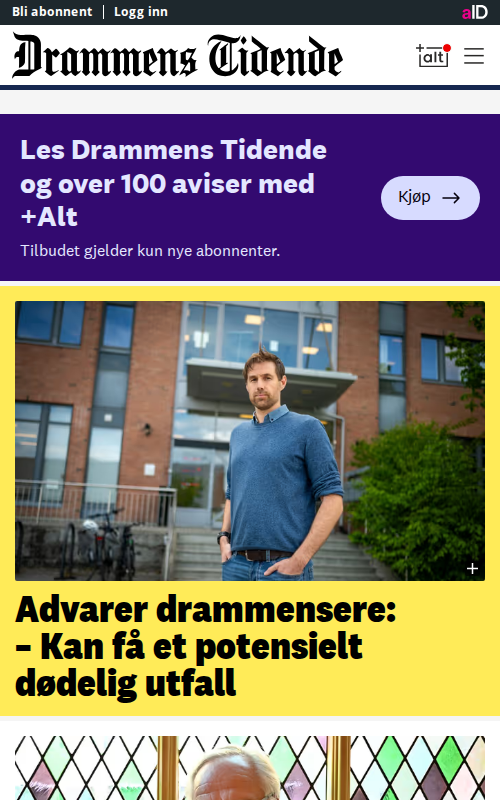 Bli abonnent
Logg inn
aID
Drammens Tidende
+alt
Les Drammens Tidende
og over 100 aviser med
+Alt
Kjøp
Tilbudet gjelder kun nye abonnenter.
Advarer drammensere:
– Kan få et potensielt
dødelig utfall